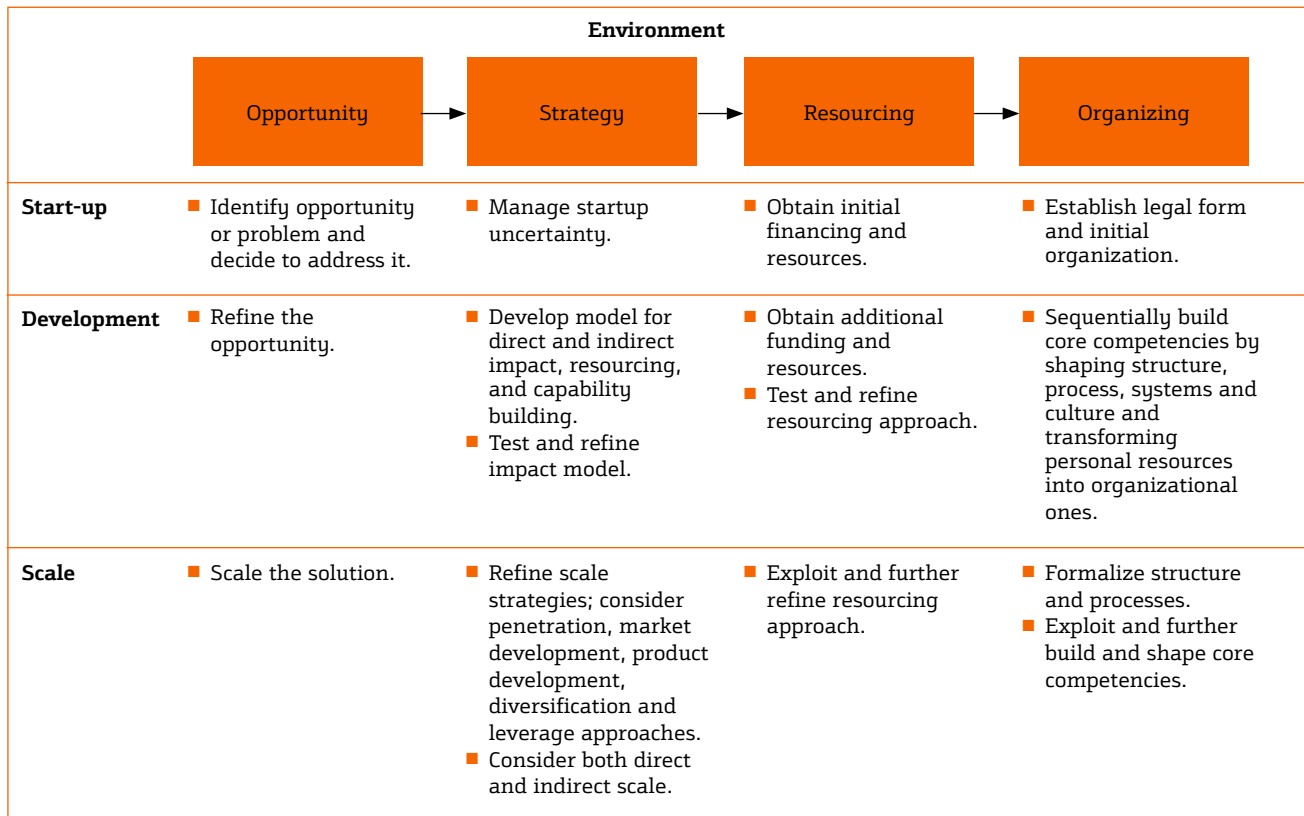 Environment
Opportunity
Strategy
Resourcing
Organizing
Start-up
■ Identify opportunity
or problem and
decide to address it.
■ Manage startup
uncertainty.
■ Obtain initial
financing and
resources.
■ Establish legal form
and initial
organization.
Development
■ Refine the
opportunity.
■ Develop model for
direct and indirect
impact, resourcing,
and capability
building.
■ Test and refine
impact model.
■ Obtain additional
funding and
resources.
■ Test and refine
resourcing approach.
■ Sequentially build
core competencies by
shaping structure,
process, systems and
culture and
transforming
personal resources
into organizational
ones.
Scale
■ Scale the solution.
■ Refine scale
strategies; consider
penetration, market
development, product
development,
diversification and
leverage approaches.
■ Consider both direct
and indirect scale.
■ Exploit and further
refine resourcing
approach.
■ Formalize structure
and processes.
■ Exploit and further
build and shape core
competencies.